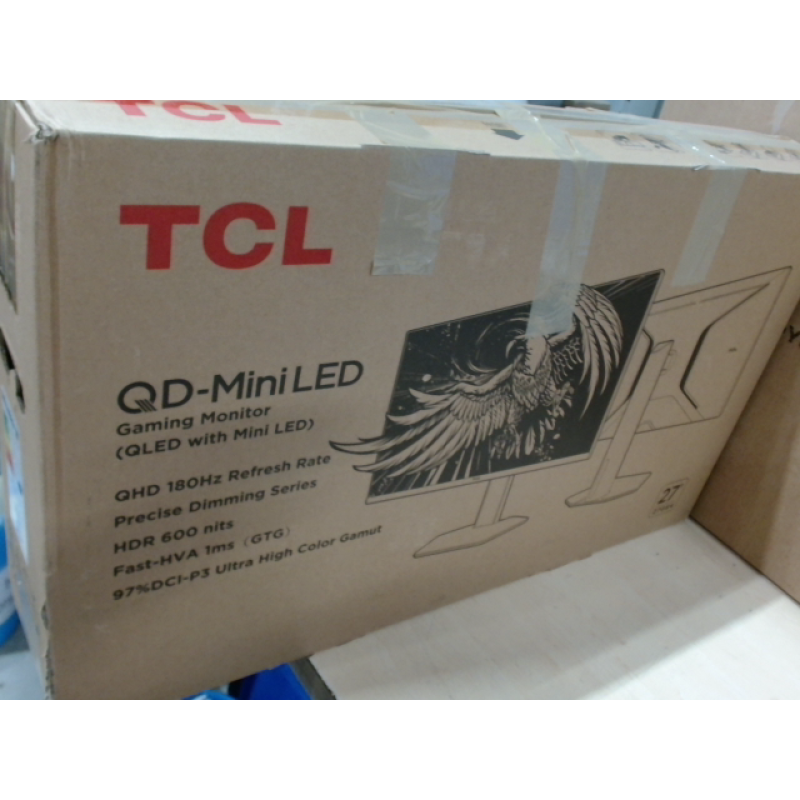 TCL
TCL
QD-Mini LED
Gaming Monitor
(QLED with Mini LED)
QHD 180Hz Refresh Rate
Precise Dimming Series
HDR 600 nits
Fast-HVA 1ms (GTG)
97%DCI-P3 Ultra High Color Gamut
27